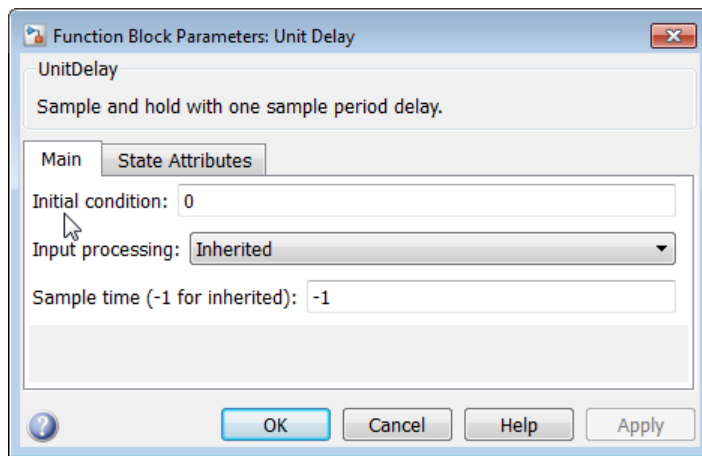 Function Block Parameters: Unit Delay
UnitDelay
Sample and hold with one sample period delay.
Main State Attributes
Initial condition: 0
Input processing: Inherited
Sample time (-1 for inherited): -1
? OK Cancel Help Apply